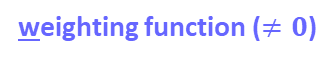 weighting function (≠ 0)